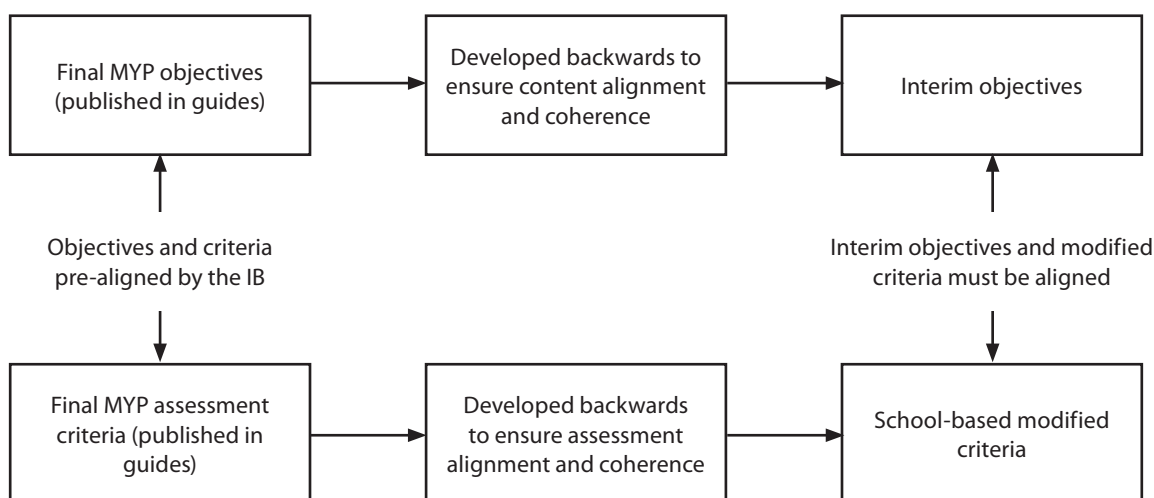 Final MYP objectives
(published in guides)
Developed backwards to
ensure content alignment
and coherence
Interim objectives
Objectives and criteria
pre-aligned by the IB
Interim objectives and modified
criteria must be aligned
Final MYP assessment
criteria (published in
guides)
Developed backwards
to ensure assessment
alignment and coherence
School-based modified
criteria